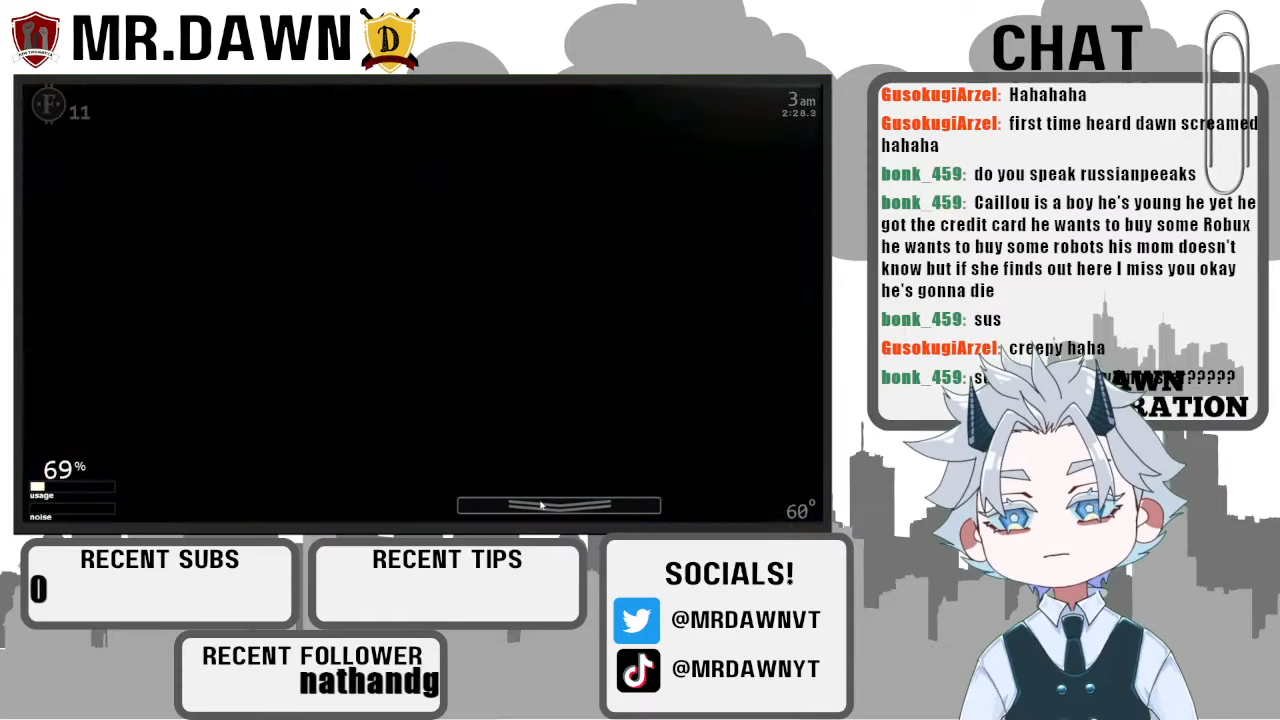 MR.DAWN
D
CHAT
F 11
3am
2:28.3
GusokugiArzel: Hahahaha
GusokugiArzel: first time heard dawn screamed
hahaha
bonk_459: do you speak russianpeeaks
bonk_459: Caillou is a boy he's young he yet he
got the credit card he wants to buy some Robux
he wants to buy some robots his mom doesn't
know but if she finds out here I miss you okay
he's gonna die
bonk_459: sus
GusokugiArzel: creepy haha
bonk_459:
69%
usage
noise
60°
RECENT SUBS
0
RECENT TIPS
RECENT FOLLOWER
nathandg
SOCIALS!
@MRDAWNVT
@MRDAWNYT